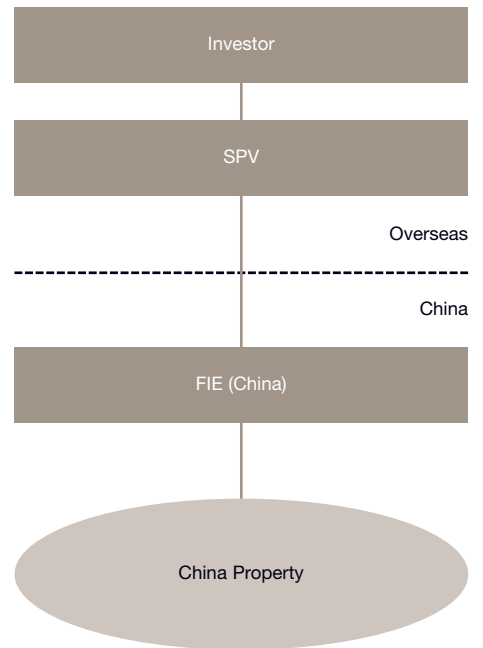 Investor
SPV
Overseas
China
FIE (China)
China Property